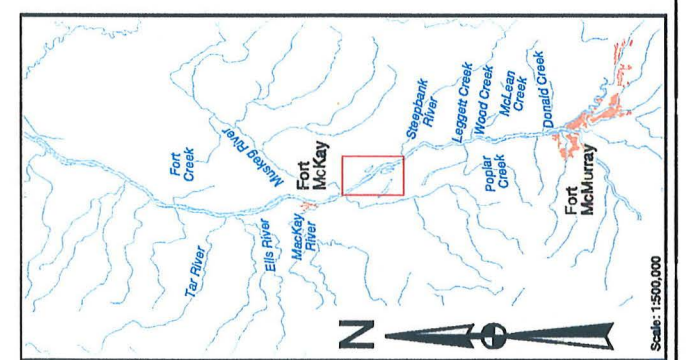 Fort
Creek
Muskeg River
Tar River
Fort
McKay
Ells River
MacKay
River
Steepbank
River
Leggett Creek
Wood Creek
McLean
Creek
Donald Creek
Poplar
Creek
Fort
McMurray
N
Scale: 1:500,000